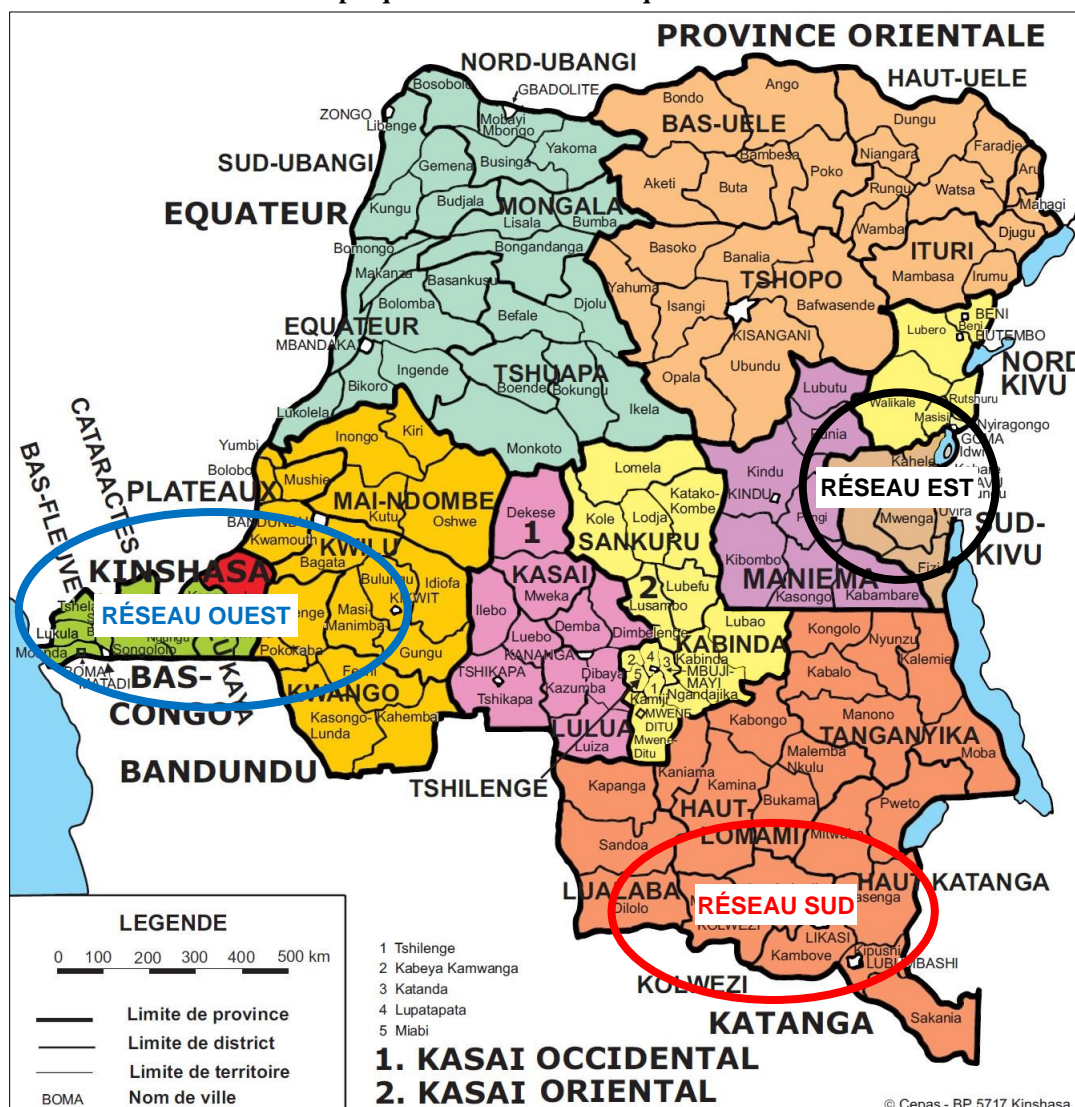 PROVINCE ORIENTALE
NORD-UBANGI
HAUT-UELE
GBADOLITE
Bosobolo
ZONGO
Libenge
Mobayi
Mbongo
Yakoma
Businga
SUD-UBANGI
Gemena
Kungu
Budjala
MONGALA
Lisala
Bumba
EQUATEUR
Bomongo
Bongandanga
Makanza
Basankusu
Bolomba
Befale
Djolu
EQUATEUR
MBANDAKA
Ingende
TSHUAPA
Boende
Bokungu
Bikoro
Ikela
Lukolela
Monkoto
Bondo
Ango
BAS-UELE
Dungu
Faradje
Bambesa
Niangara
Aru
Aketi
Buta
Poko
Rungu
Watsa
Mahagi
Wamba
Djugu
ITURI
Mambasa
Irumu
Basoko
Banalia
Yahuma
TSHOPO
Isangi
Bafwasende
KISANGANI
Opala
Ubundu
BENI
Beni
Lubero
BUTEMBO
NORD
KIVU
Lubutu
Walikale
Rutshuru
Masisi
Nyiragongo
GOMA
Kindu
KINDU
RÉSEAU EST
Mwenga
SUD-
KIVU
Fizi
Kibombo
MANIEMA
Kasongo
Kabambare
Yumbi
Inongo
Kiri
Bolobo
Mushie
PLATEAUX
MAI-NDOMBE
Kutu
Oshwe
BANDUNDU
Kwamouth
KWILU
Bagata
Bulungu
Idiofa
Masi-
Manimba
Gungu
Pokokaba
KWANGO
Kasongo-
Lunda
Kahemba
CATARACTES
BAS-FLEUVE
KINSHASA
RÉSEAU OUEST
Lukula
Songololo
BOMA
MATADI
BAS-
CONGO
BANDUNDU
Dekese
1
KASAI
Mweka
Ilebo
Demba
Luebo
Dimbelenge
KANANGA
TSHIKAPA
Dibaya
Kazumba
Tshikapa
LULUA
Luiza
TSHILENGE
Lomela
Katako-
Kombe
Kole
Lodja
SANKURU
2
Lubefu
Lusambo
Lubao
KABINDA
2
4
3
Kabinda
5
MBUJI-
MAYI
1
Ngandajika
Kamiji
MWENE
DITU
Mwene-
Ditu
Kongolo
Nyunzu
Kalemie
Kabalo
Kabongo
Manono
TANGANYIKA
Malemba
Nkulu
Moba
Kaniama
Kapanga
Kamina
Bukama
Pweto
HAUT-
LOMAMI
Mitwaba
Sandoa
LUALABA
Dilolo
RÉSEAU SUD
KATANGA
KOLWEZI
LIKASI
Kipushi
Kambove
KOLWEZI
KATANGA
Sakania
LEGENDE
0 100 200 300 400 500 km
Limite de province
Limite de district
Limite de territoire
BOMA Nom de ville
1 Tshilenge
2 Kabeya Kamwanga
3 Katanda
4 Lupatapata
5 Miabi
1. KASAI OCCIDENTAL
2. KASAI ORIENTAL
© Cepas - BP 5717 Kinshasa